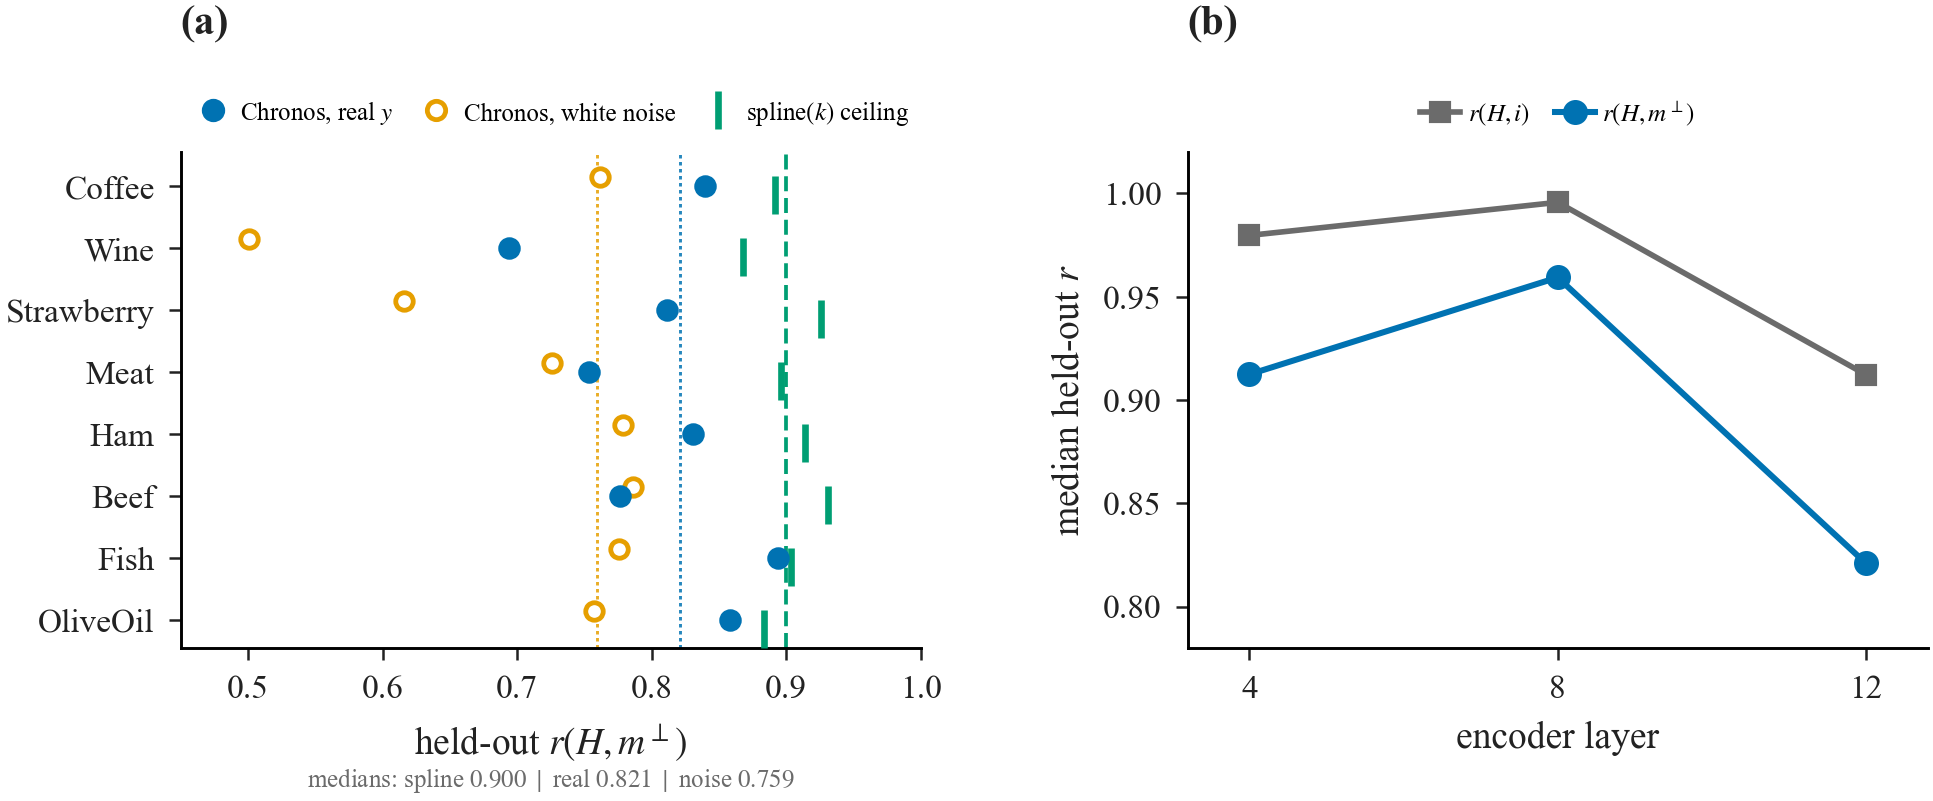 (a)
Chronos, real y
Chronos, white noise
spline(k) ceiling
Coffee
Wine
Strawberry
Meat
Ham
Beef
Fish
OliveOil
0.5 0.6 0.7 0.8 0.9 1.0
held-out r(H, m⊥)
medians: spline 0.900 | real 0.821 | noise 0.759
(b)
r(H, i)
r(H, m⊥)
median held-out r
1.00
0.95
0.90
0.85
0.80
4 8 12
encoder layer